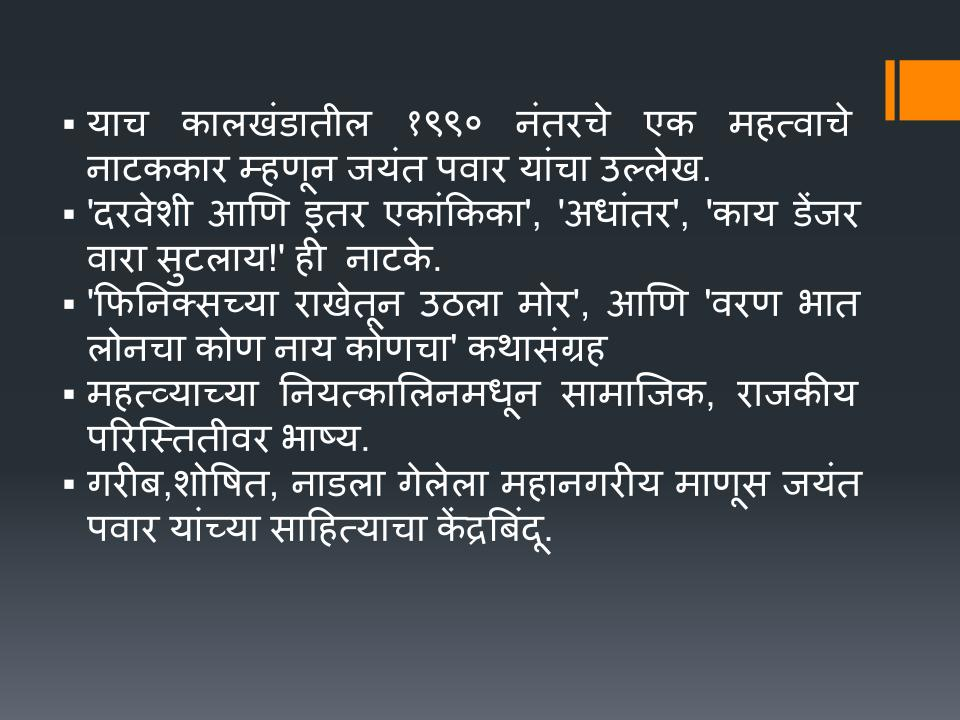 ▪ याच कालखंडातील १९९० नंतरचे एक महत्वाचे
नाटककार म्हणून जयंत पवार यांचा उल्लेख.
▪ 'दरवेशी आणि इतर एकांकिका', 'अधांतर', 'काय डेंजर
वारा सुटलाय!' ही नाटके.
▪ 'फिनिक्सच्या राखेतून उठला मोर', आणि 'वरण भात
लोनचा कोण नाय कोणचा' कथासंग्रह
▪ महत्व्याच्या नियत्कालिनमधून सामाजिक, राजकीय
परिस्तितीवर भाष्य.
▪ गरीब,शोषित, नाडला गेलेला महानगरीय माणूस जयंत
पवार यांच्या साहित्याचा केंद्रबिंदू.